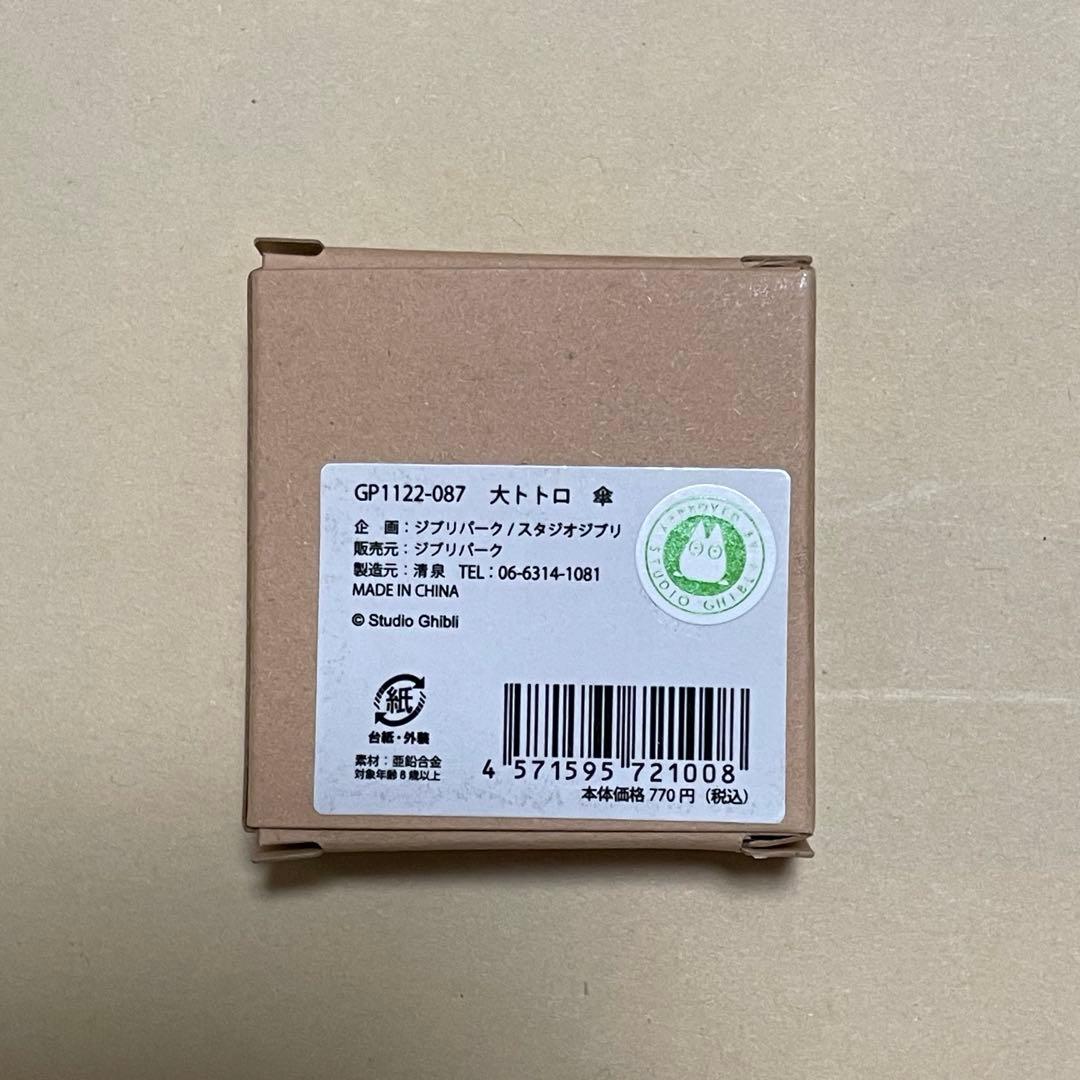 GP1122-087 大トトロ 傘
企 画：ジブリパーク / スタジオジブリ
販売元：ジブリパーク
製造元：清泉 TEL：06-6314-1081
MADE IN CHINA
© Studio Ghibli
APPROVED BY
STUDIO GHIBLI
紙
台紙・外装
素材：亜鉛合金
対象年齢6歳以上
4 571595 721008
本体価格 770 円（税込）